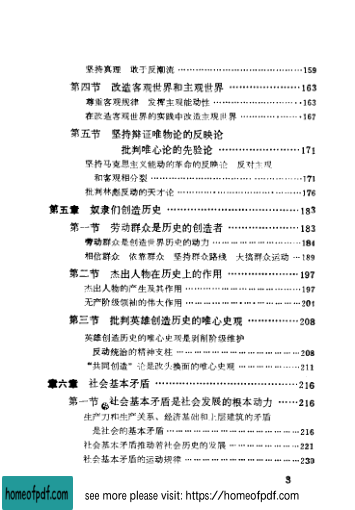 坚持真理 敢于反潮流……………………………………159
第四节 改造客观世界和主观世界………………163
尊重客观规律 发挥主观能动性…………………………163
在改造客观世界的实践中改造主观世界………………167
第五节 坚持辩证唯物论的反映论
批判唯心论的先验论………………………171
坚持马克思主义能动的革命的反映论 反对主观
和客观相分裂………………………………………171
批判林彪反动的天才论……………………………………176
第五章 奴隶们创造历史……………………………183
第一节 劳动群众是历史的创造者………………183
劳动群众是创造世界历史的动力…………………………184
相信群众 依靠群众 坚持群众路线 大搞群众运动…189
第二节 杰出人物在历史上的作用………………197
杰出人物的产生及其作用…………………………………197
无产阶级领袖的伟大作用…………………………………201
第三节 批判英雄创造历史的唯心史观…………208
英雄创造历史的唯心史观是剥削阶级维护
反动统治的精神支柱………………………………208
“共同创造”论是改头换面的唯心史观…………………211
第六章 社会基本矛盾………………………………216
第一节 社会基本矛盾是社会发展的根本动力……216
生产力和生产关系、经济基础和上层建筑的矛盾
是社会的基本矛盾…………………………………216
社会基本矛盾推动着社会历史的发展……………………221
社会基本矛盾的运动规律…………………………………239
3
homeofpdf.com
see more please visit: https://homeofpdf.com